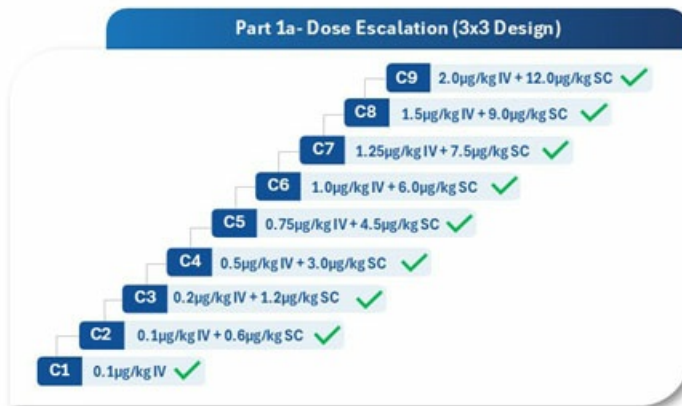 Part 1a- Dose Escalation (3x3 Design)
C9 2.0µg/kg IV + 12.0µg/kg SC
C8 1.5µg/kg IV + 9.0µg/kg SC
C7 1.25µg/kg IV + 7.5µg/kg SC
C6 1.0µg/kg IV + 6.0µg/kg SC
C5 0.75µg/kg IV + 4.5µg/kg SC
C4 0.5µg/kg IV + 3.0µg/kg SC
C3 0.2µg/kg IV + 1.2µg/kg SC
C2 0.1µg/kg IV + 0.6µg/kg SC
C1 0.1µg/kg IV